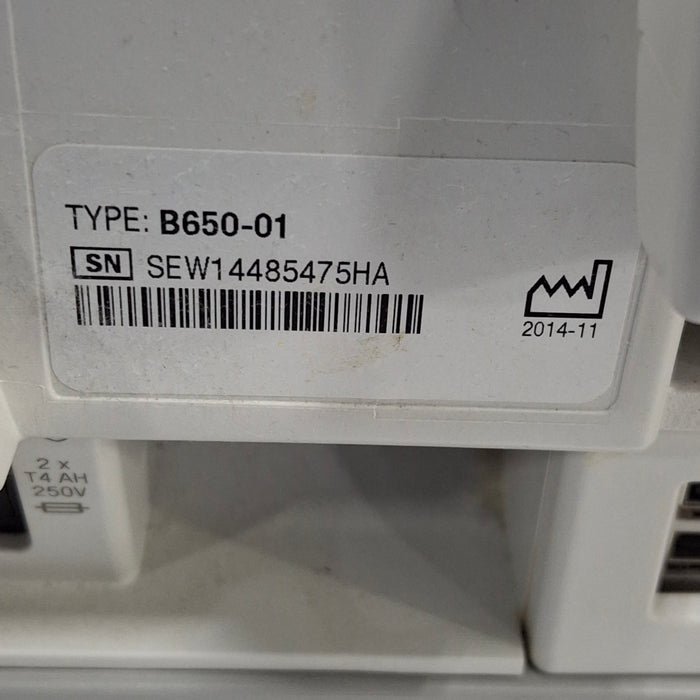 TYPE: B650-01
SN SEW14485475HA
2014-11
2 x
T4 AH
250V